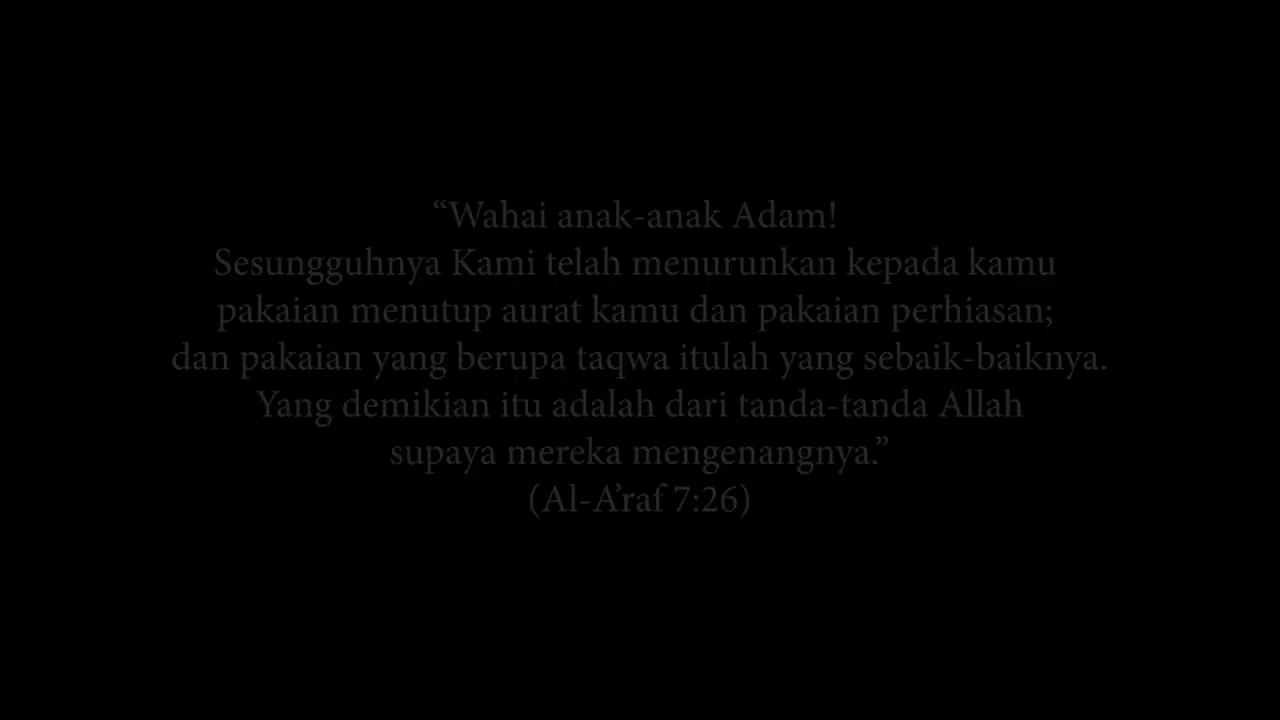 “Wahai anak-anak Adam!
Sesungguhnya Kami telah menurunkan kepada kamu
pakaian menutup aurat kamu dan pakaian perhiasan;
dan pakaian yang berupa taqwa itulah yang sebaik-baiknya.
Yang demikian itu adalah dari tanda-tanda Allah
supaya mereka mengenangnya.”
(Al-A’raf 7:26)